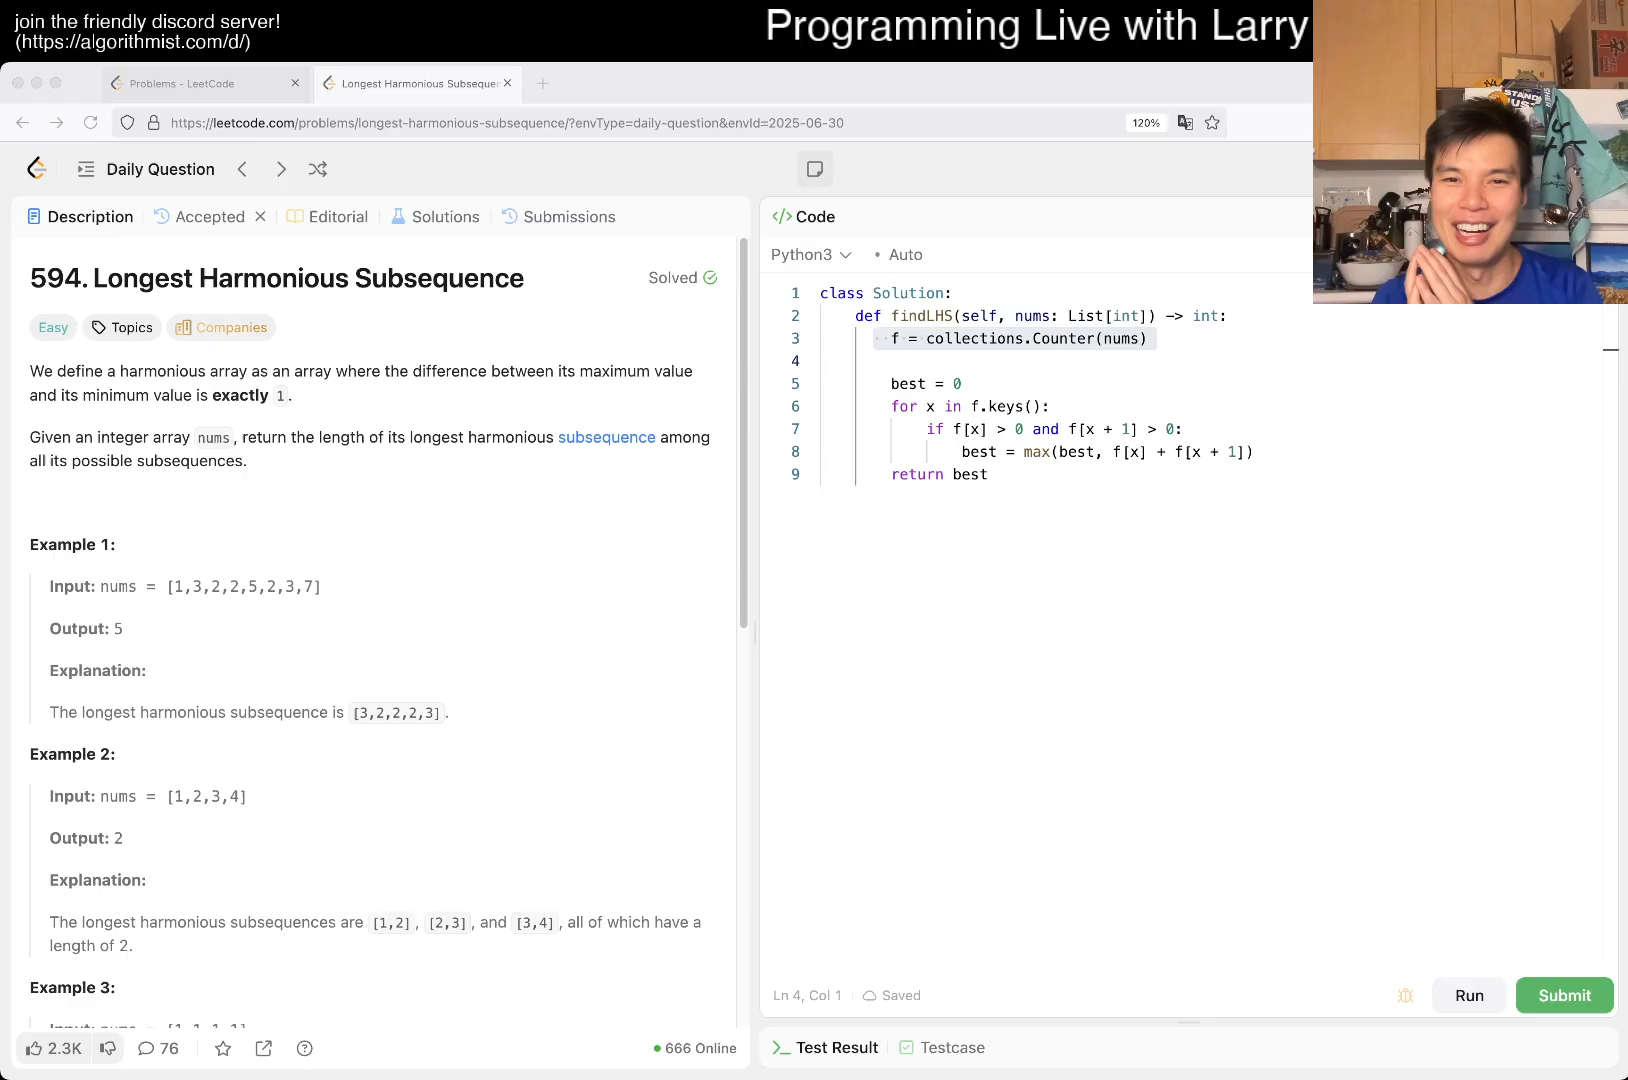 join the friendly discord server!
(https://algorithmist.com/d/)
Programming Live with Larry
Problems - LeetCode
Longest Harmonious Subsequen
https://leetcode.com/problems/longest-harmonious-subsequence/?envType=daily-question&envId=2025-06-30
120%
Daily Question
Description
Accepted
Editorial
Solutions
Submissions
594. Longest Harmonious Subsequence
Solved
Easy
Topics
Companies
We define a harmonious array as an array where the difference between its maximum value
and its minimum value is exactly 1.
Given an integer array nums, return the length of its longest harmonious subsequence among
all its possible subsequences.
Example 1:
Input: nums = [1,3,2,2,5,2,3,7]
Output: 5
Explanation:
The longest harmonious subsequence is [3,2,2,2,3].
Example 2:
Input: nums = [1,2,3,4]
Output: 2
Explanation:
The longest harmonious subsequences are [1,2], [2,3], and [3,4], all of which have a
length of 2.
Example 3:
Input: nums = [1,1,1,1]
2.3K
76
666 Online
</> Code
Python3
• Auto
1 class Solution:
2 def findLHS(self, nums: List[int]) -> int:
3 f = collections.Counter(nums)
4
5 best = 0
6 for x in f.keys():
7 if f[x] > 0 and f[x + 1] > 0:
8 best = max(best, f[x] + f[x + 1])
9 return best
Ln 4, Col 1
Saved
Run
Submit
Test Result
Testcase
STAND